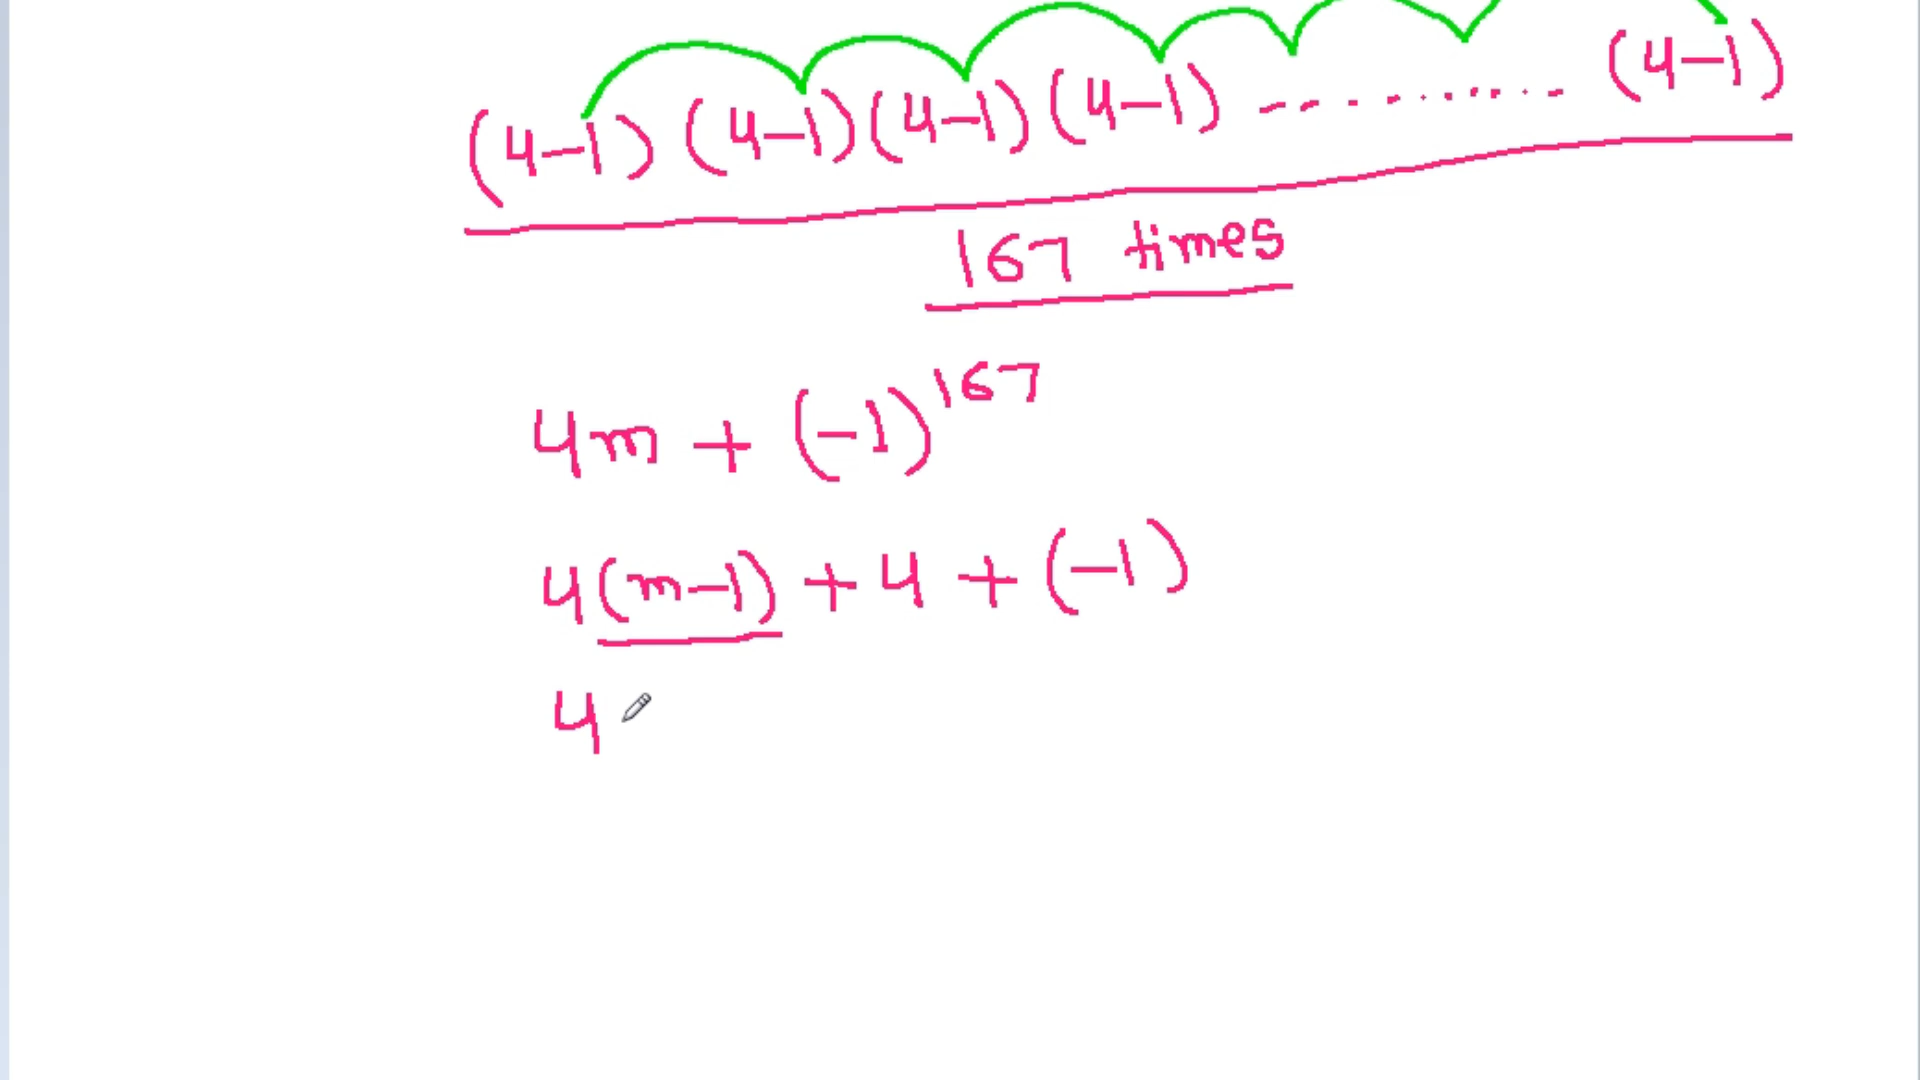 (4-1) (4-1) (4-1) (4-1) ............ (4-1)
167 times
4m + (-1)^167
4(m-1) + 4 + (-1)
4